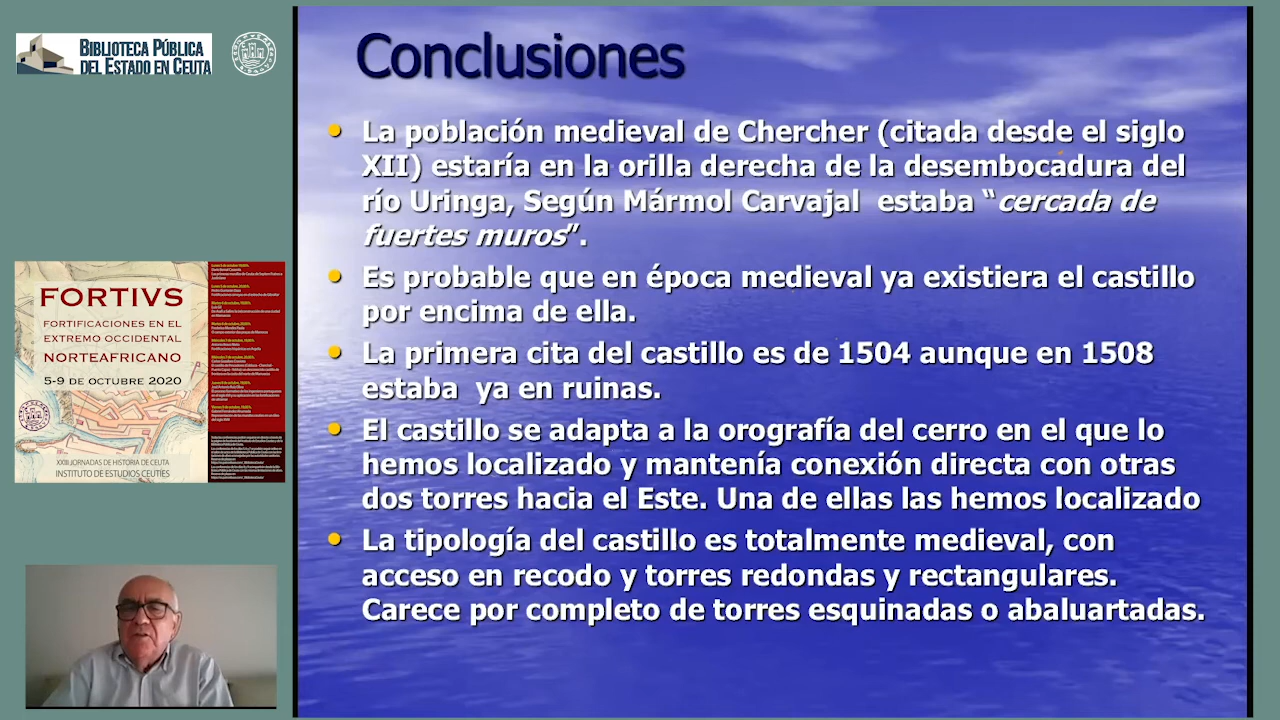 BIBLIOTECA PÚBLICA
DEL ESTADO EN CEUTA
Conclusiones
La población medieval de Chercher (citada desde el siglo
XII) estaría en la orilla derecha de la desembocadura del
río Uringa, Según Mármol Carvajal estaba “cercada de
fuertes muros”.
Es probable que en época medieval ya existiera el castillo
por encima de ella.
La primera cita del castillo es de 1504 aunque en 1508
estaba ya en ruinas.
El castillo se adapta a la orografía del cerro en el que lo
hemos localizado y mantenía conexión directa con otras
dos torres hacia el Este. Una de ellas las hemos localizado
La tipología del castillo es totalmente medieval, con
acceso en recodo y torres redondas y rectangulares.
Carece por completo de torres esquinadas o abaluartadas.
FORTIVS
FORTIFICACIONES EN EL
EXTREMO OCCIDENTAL
NORTEAFRICANO
5-9 DE OCTUBRE 2020
XXIII JORNADAS DE HISTORIA DE CEUTA
INSTITUTO DE ESTUDIOS CEUTÍES